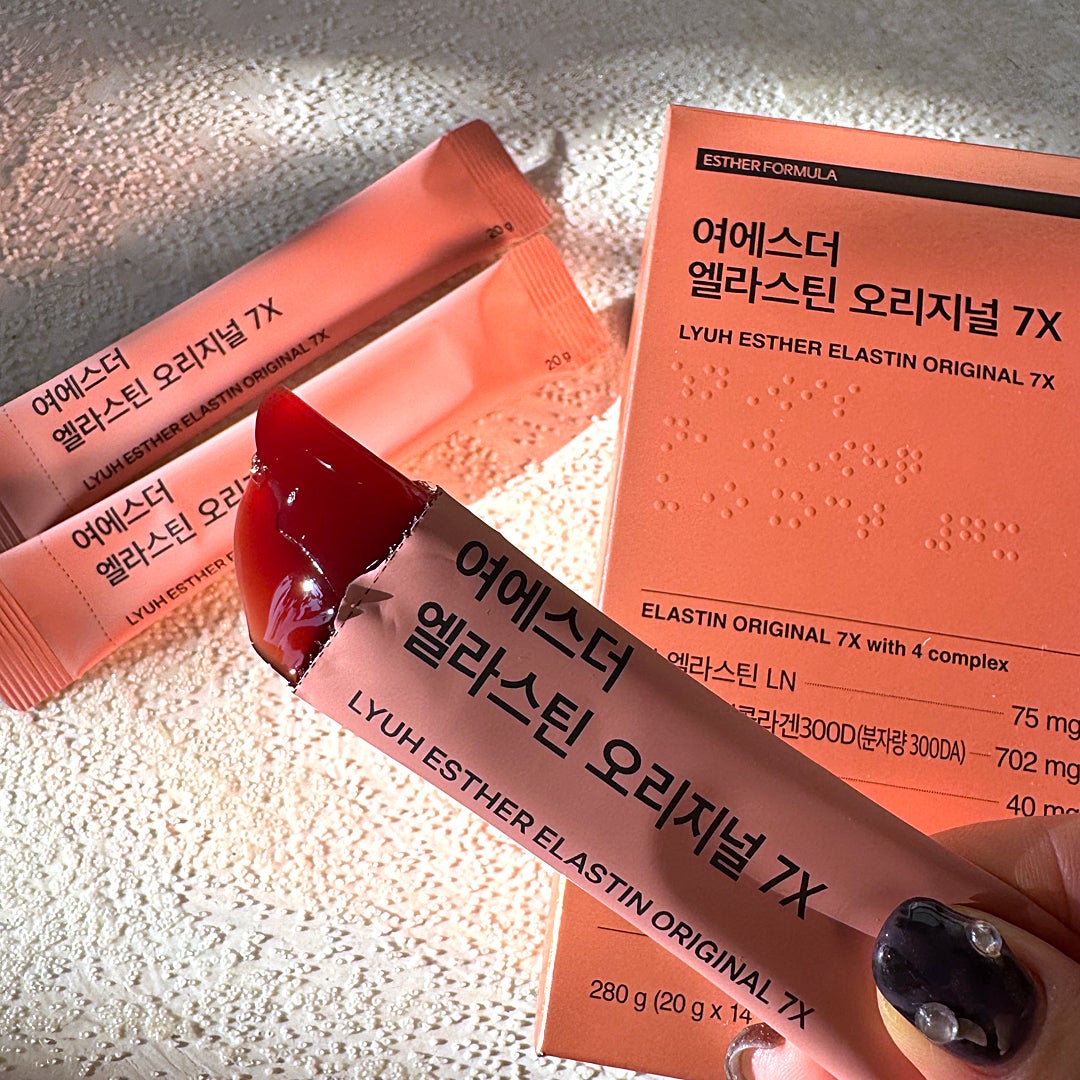 20 g
여에스더
엘라스틴 오리지널 7X
LYUH ESTHER ELASTIN ORIGINAL 7X
20 g
여에스더
엘라스틴
LYUH ESTHER
ESTHER FORMULA
여에스더
엘라스틴 오리지널 7X
LYUH ESTHER ELASTIN ORIGINAL 7X
ELASTIN ORIGINAL 7X with 4 complex
엘라스틴 LN 75 mg
콜라겐300D(분자량 300DA) 702 mg
40 mg
280 g (20 g x 14
여에스더
엘라스틴 오리지널 7X
LYUH ESTHER ELASTIN ORIGINAL 7X